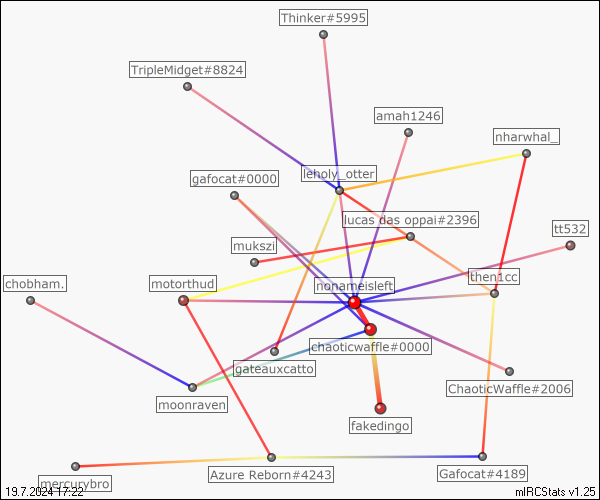 Thinker#5995
TripleMidget#8824
amah1246
nharwhal_
gafocat#0000
leholy_otter
lucas das oppai#2396
tt532
mukszi
chobham.
motorthud
nonameisleft
then1cc
chaoticwaffle#0000
gateauxcatto
ChaoticWaffle#2006
moonraven
fakedingo
Azure Reborn#4243
Gafocat#4189
mercurybro
19.7.2024 17:22
mIRCStats v1.25